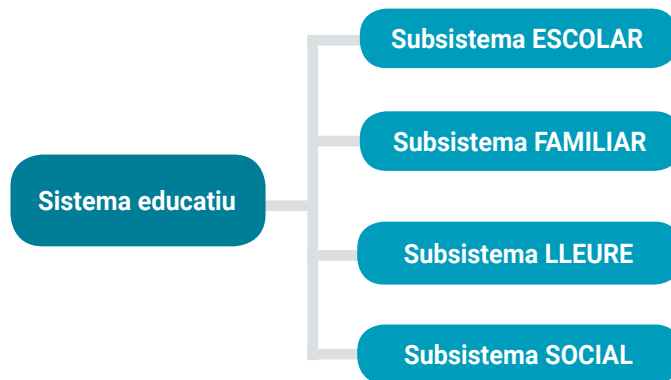 Subsistema ESCOLAR
Subsistema FAMILIAR
Sistema educatiu
Subsistema LLEURE
Subsistema SOCIAL